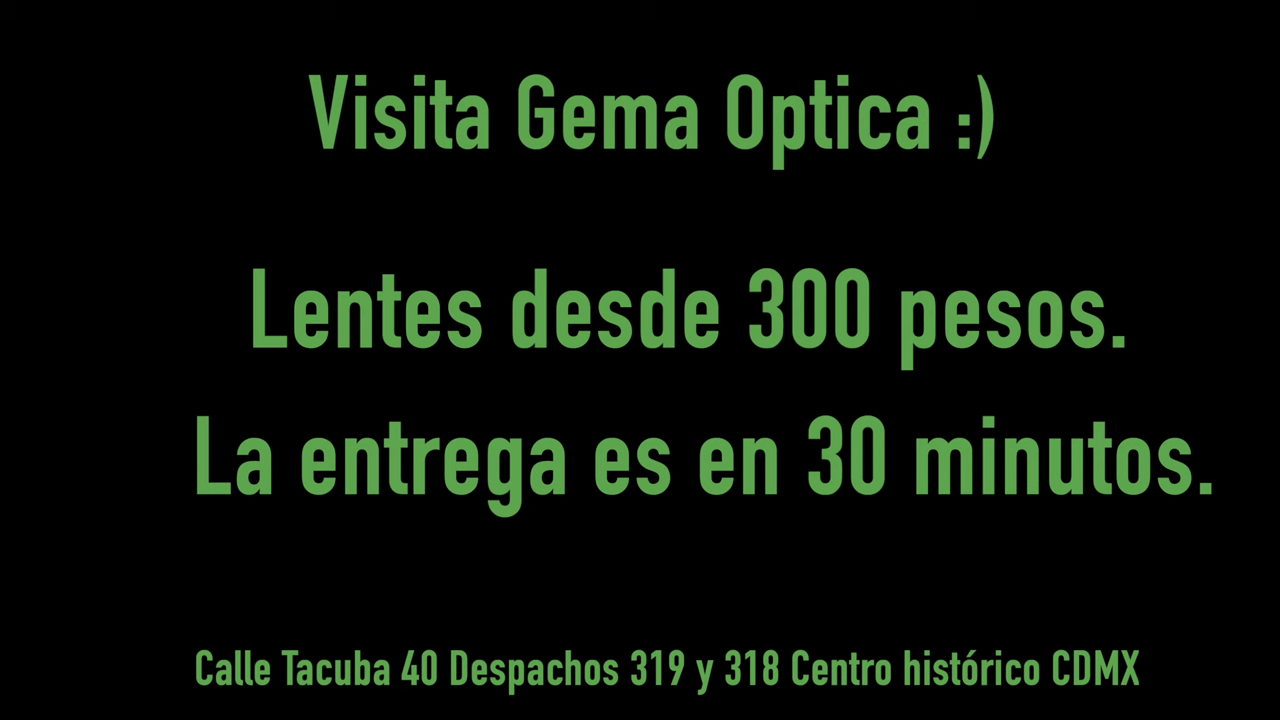 Visita Gema Optica :)
Lentes desde 300 pesos.
La entrega es en 30 minutos.
Calle Tacuba 40 Despachos 319 y 318 Centro histórico CDMX